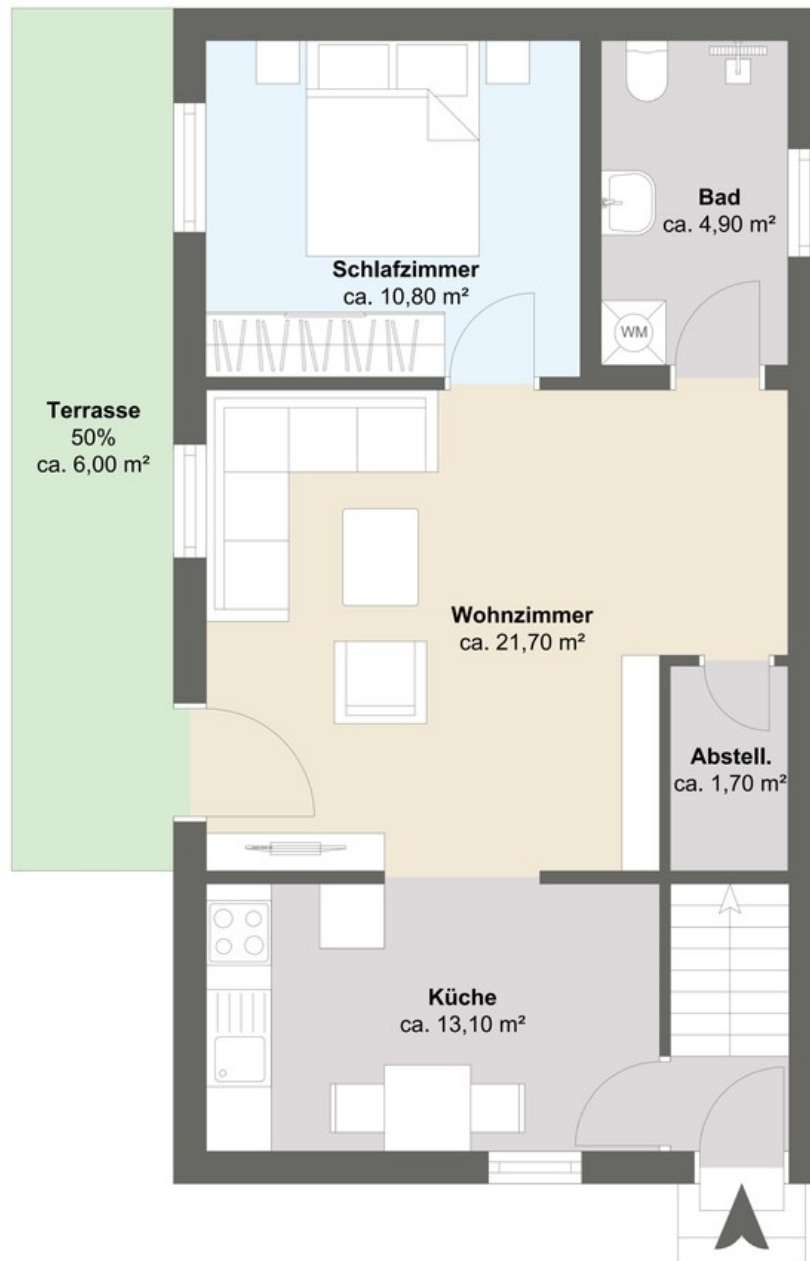 Bad
ca. 4,90 m²
Schlafzimmer
ca. 10,80 m²
WM
Terrasse
50%
ca. 6,00 m²
Wohnzimmer
ca. 21,70 m²
Abstell.
ca. 1,70 m²
Küche
ca. 13,10 m²